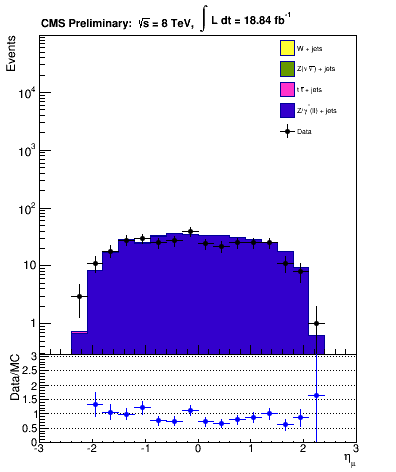 CMS Preliminary: √s = 8 TeV, ∫ L dt = 18.84 fb⁻¹
Events
W + jets
Z(ν ν̄) + jets
t t̄ + jets
Z/γ*(ll) + jets
Data
10⁴
10³
10²
10
1
Data/MC
3
2.5
2
1.5
1
0.5
0
-3 -2 -1 0 1 2 3
η_μ